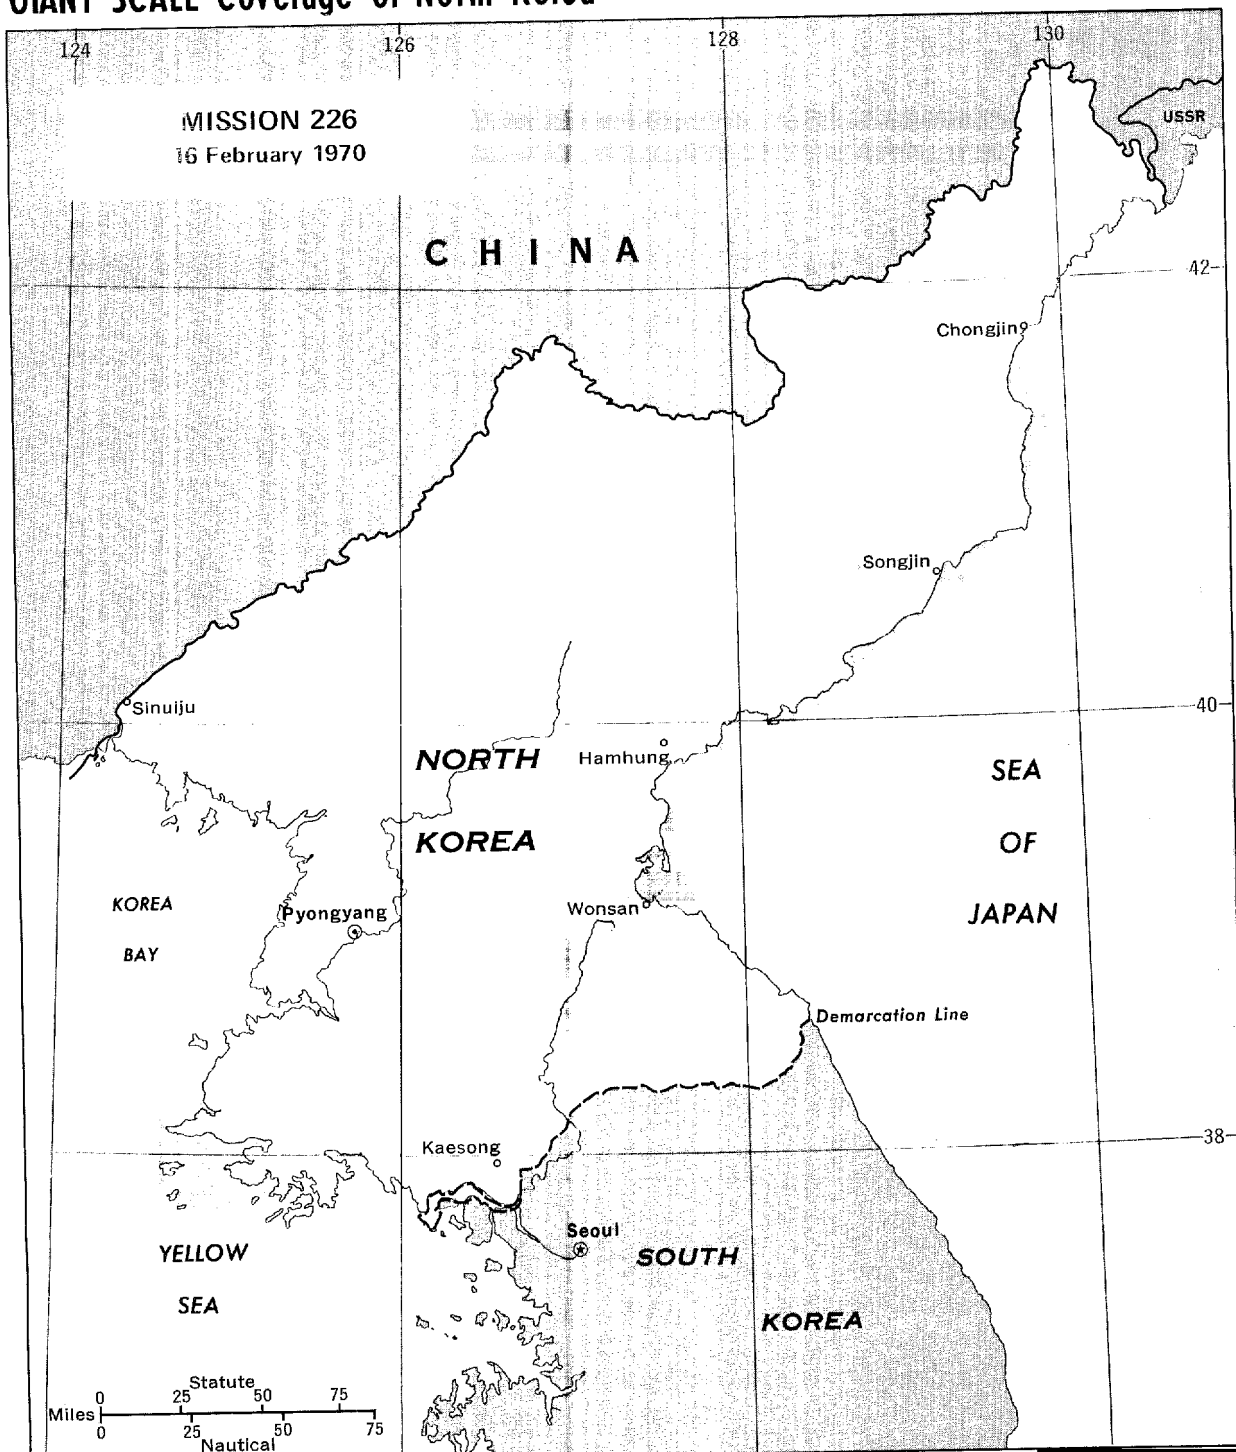 GIANT SCALE Coverage of North Korea
124 126 128 130
MISSION 226
16 February 1970
USSR
CHINA
42
Chongjin
Songjin
Sinuiju
40
NORTH
Hamhung
SEA
KOREA
OF
KOREA
Pyongyang
Wonsan
JAPAN
BAY
Demarcation Line
38
Kaesong
Seoul
YELLOW
SOUTH
SEA
KOREA
Statute
0 25 50 75
Miles
0 25 50 75
Nautical